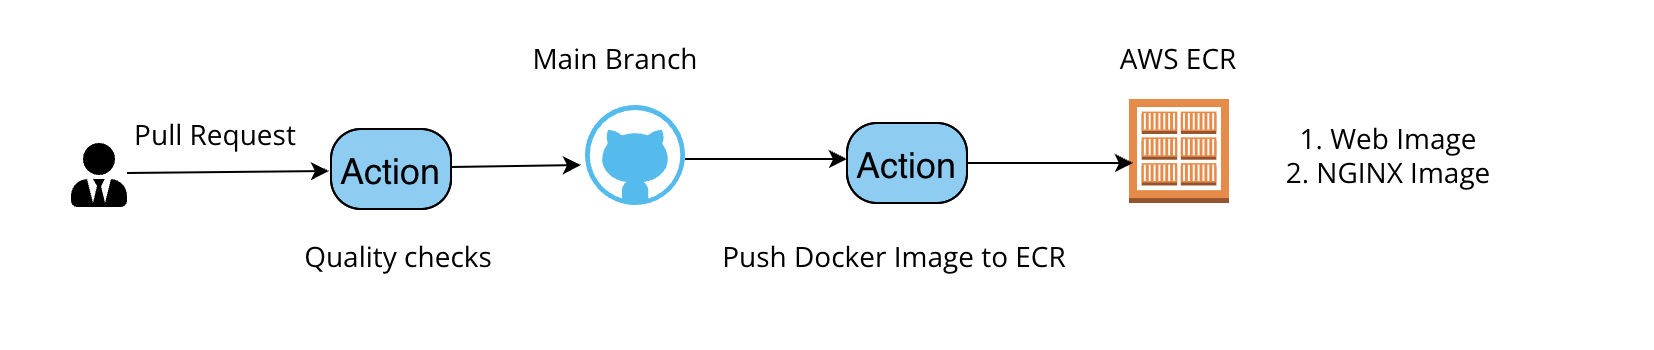 Main Branch
AWS ECR
Pull Request
Action
Action
1. Web Image
2. NGINX Image
Quality checks
Push Docker Image to ECR